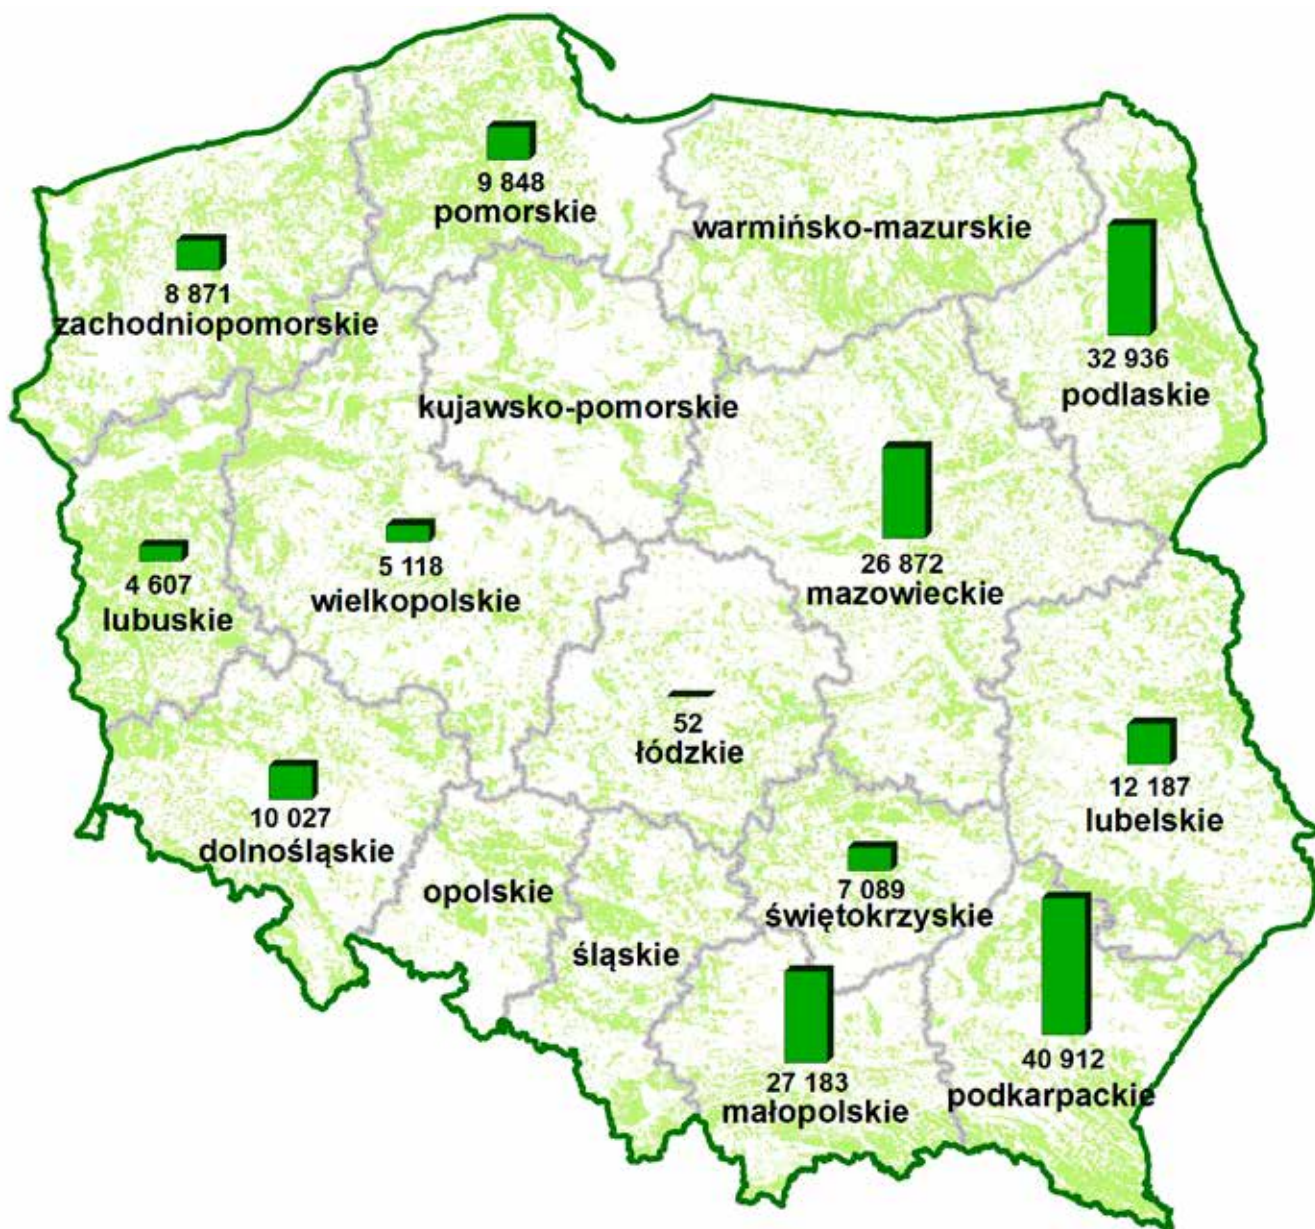 9 848
pomorskie
warmińsko-mazurskie
8 871
zachodniopomorskie
32 936
podlaskie
kujawsko-pomorskie
26 872
mazowieckie
5 118
wielkopolskie
4 607
lubuskie
52
łódzkie
12 187
lubelskie
10 027
dolnośląskie
opolskie
7 089
świętokrzyskie
śląskie
40 912
podkarpackie
27 183
małopolskie